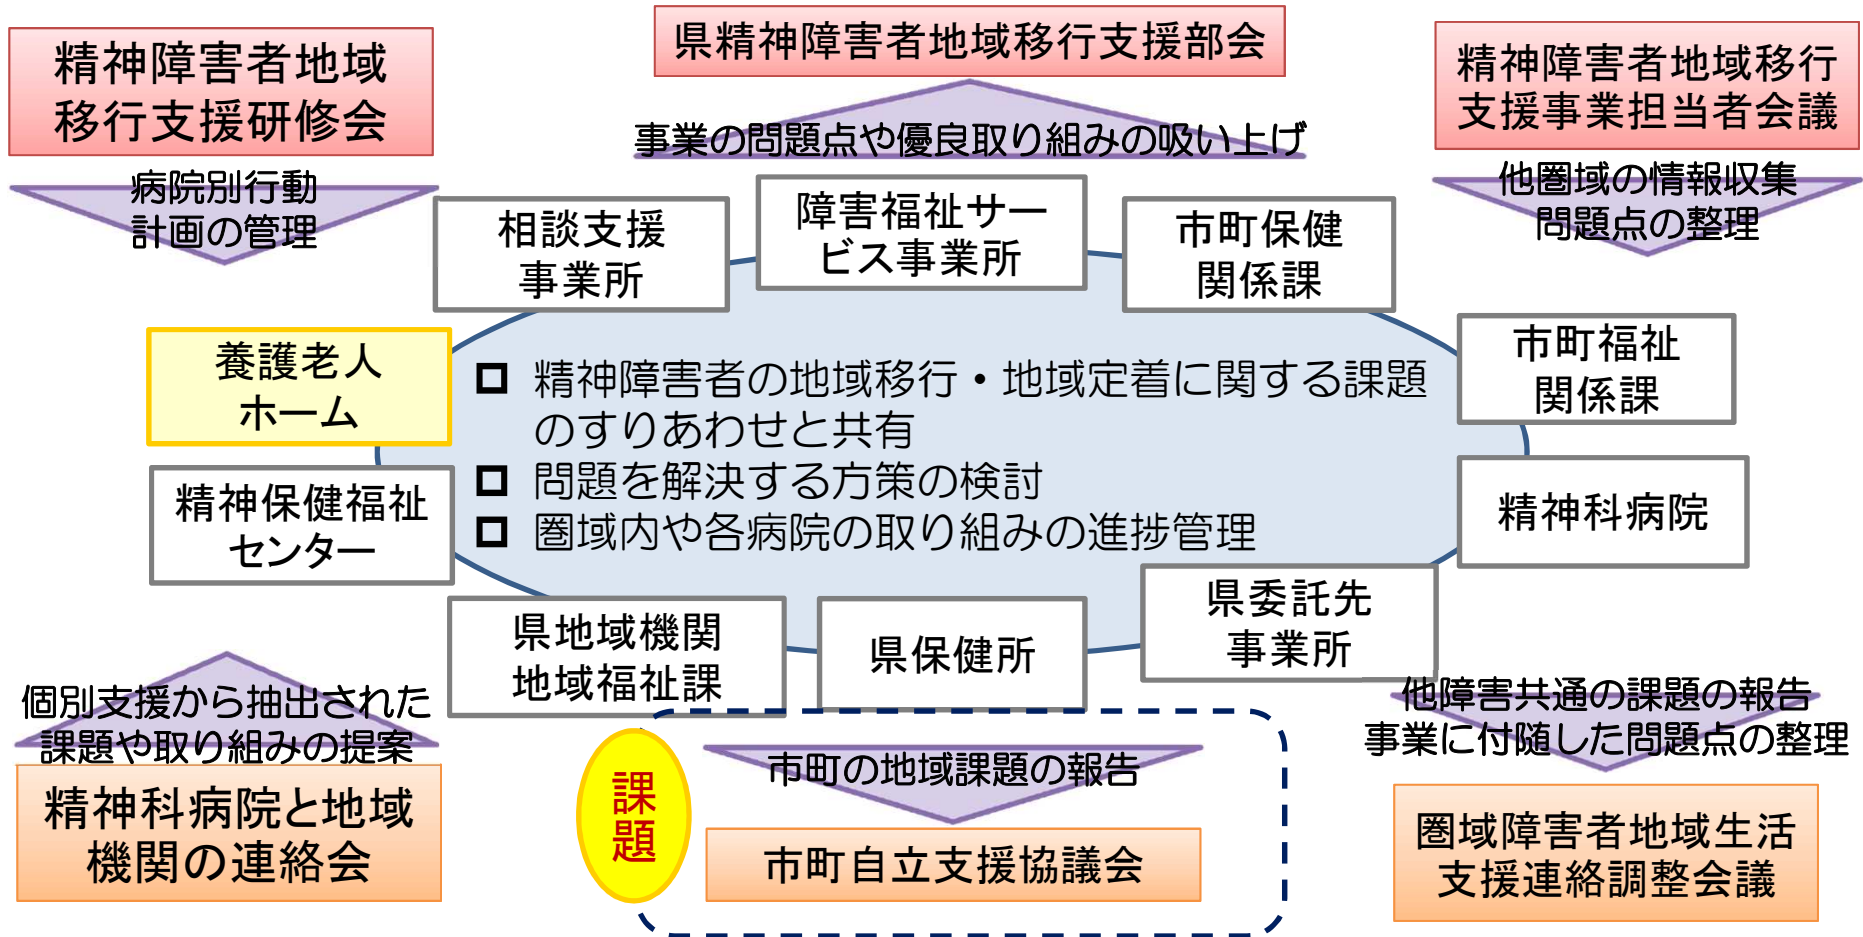 精神障害者地域
移行支援研修会
県精神障害者地域移行支援部会
精神障害者地域移行
支援事業担当者会議
病院別行動
計画の管理
事業の問題点や優良取り組みの吸い上げ
他圏域の情報収集
問題点の整理
相談支援
事業所
障害福祉サー
ビス事業所
市町保健
関係課
養護老人
ホーム
市町福祉
関係課
精神障害者の地域移行・地域定着に関する課題
のすりあわせと共有
問題を解決する方策の検討
圏域内や各病院の取り組みの進捗管理
精神保健福祉
センター
精神科病院
県地域機関
地域福祉課
県保健所
県委託先
事業所
個別支援から抽出された
課題や取り組みの提案
精神科病院と地域
機関の連絡会
課
題
市町の地域課題の報告
市町自立支援協議会
他障害共通の課題の報告
事業に付随した問題点の整理
圏域障害者地域生活
支援連絡調整会議